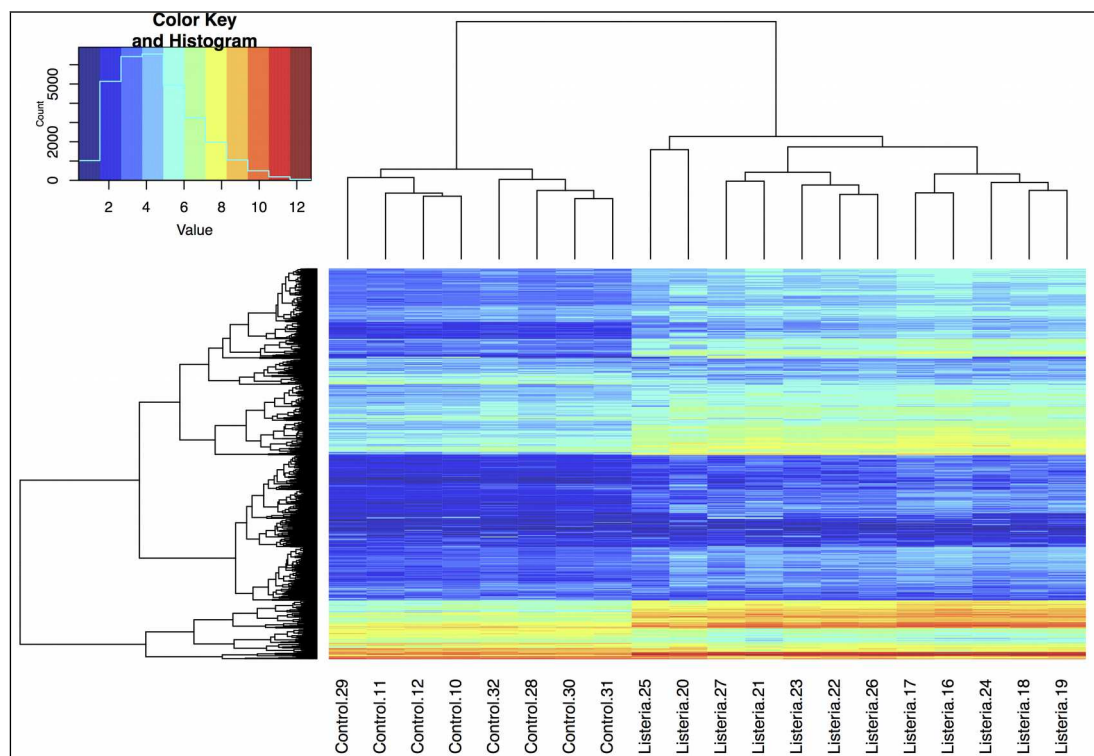 Color Key
and Histogram
Count
0 2000 5000
2 4 6 8 10 12
Value
Control.29
Control.11
Control.12
Control.10
Control.32
Control.28
Control.30
Control.31
Listeria.25
Listeria.20
Listeria.27
Listeria.21
Listeria.23
Listeria.22
Listeria.26
Listeria.17
Listeria.16
Listeria.24
Listeria.18
Listeria.19